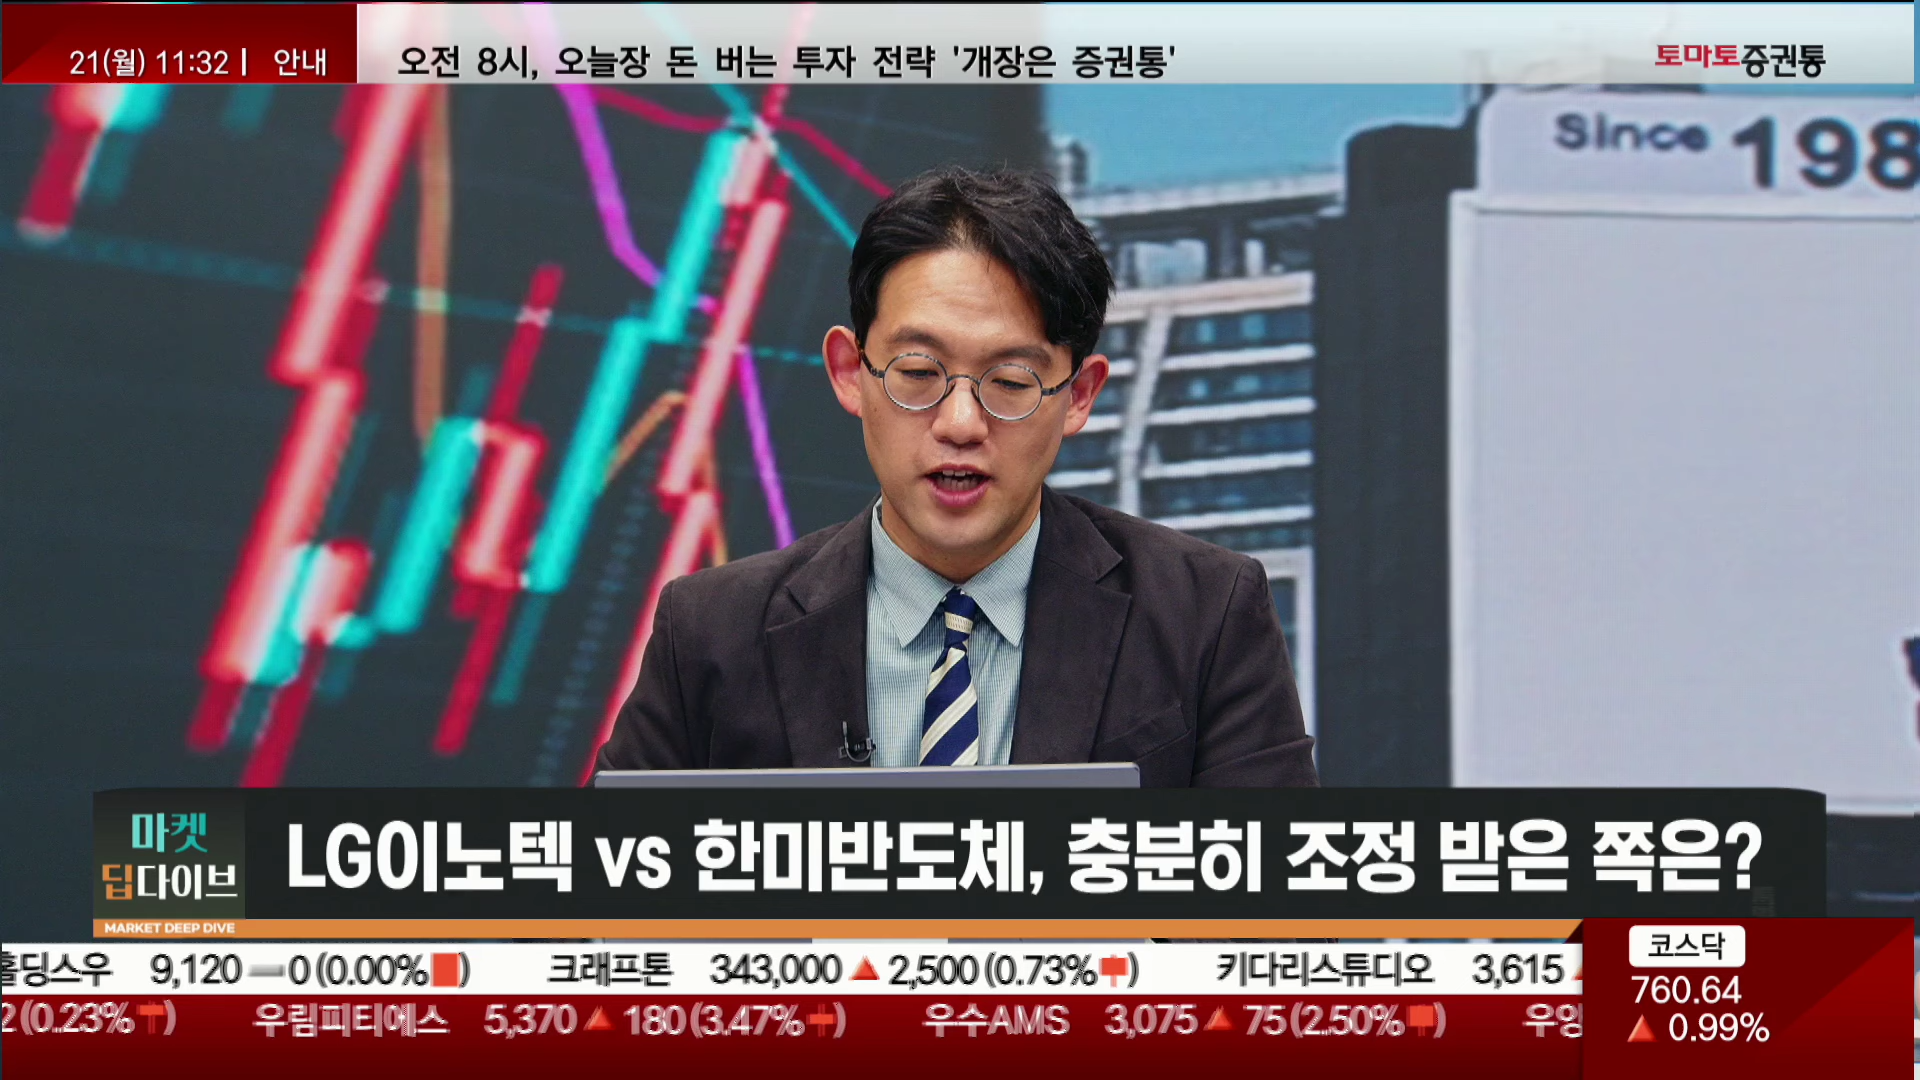 21(월) 11:32 | 안내
오전 8시, 오늘장 돈 버는 투자 전략 '개장은 증권통'
토마토증권통
Since 198
마켓
딥다이브
MARKET DEEP DIVE
LG이노텍 vs 한미반도체, 충분히 조정 받은 쪽은?
홀딩스우 9,120 0 (0.00%) 크래프톤 343,000 ▲ 2,500 (0.73%) 키다리스튜디오 3,615
2 (0.23%) 우림피티에스 5,370 ▲ 180 (3.47%) 우수AMS 3,075 ▲ 75 (2.50%)
코스닥
760.64
▲ 0.99%